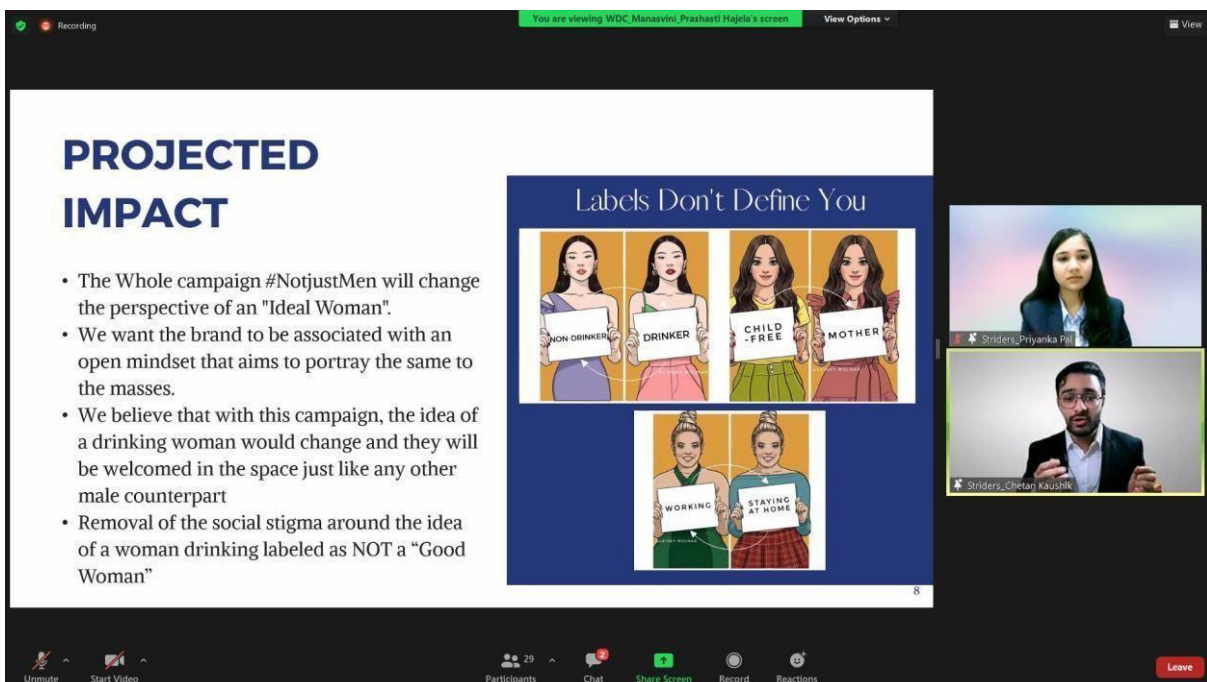 Recording
You are viewing WDC_Manasvini_Prashasti Hajela's screen
View Options
View
PROJECTED
IMPACT
• The Whole campaign #NotjustMen will change
the perspective of an "Ideal Woman".
• We want the brand to be associated with an
open mindset that aims to portray the same to
the masses.
• We believe that with this campaign, the idea of
a drinking woman would change and they will
be welcomed in the space just like any other
male counterpart
• Removal of the social stigma around the idea
of a woman drinking labeled as NOT a “Good
Woman”
Labels Don't Define You
NON-DRINKER
DRINKER
CHILD
-FREE
MOTHER
WORKING
STAYING
AT HOME
8
Striders_Priyanka Pal
Striders_Chetan Kaushik
Unmute
Start Video
29
Participants
2
Chat
Share Screen
Record
Reactions
Leave